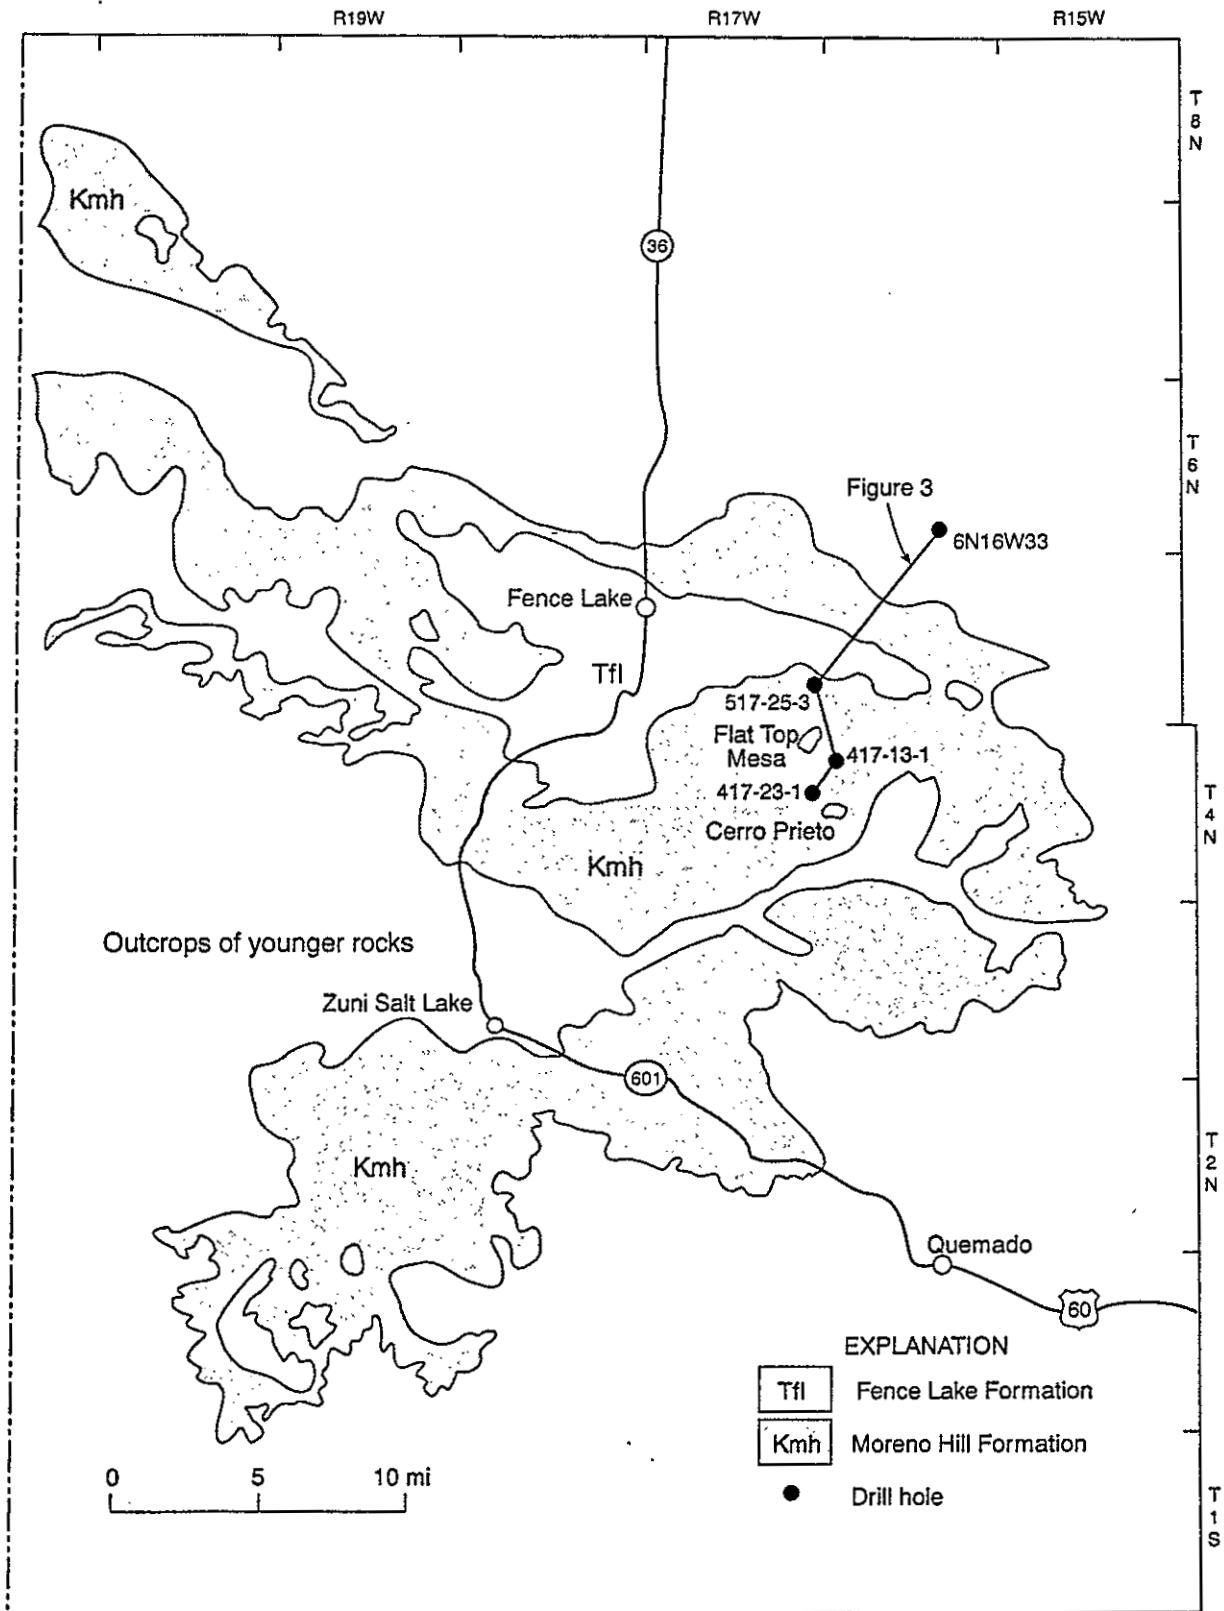 R19W
R17W
R15W
T
8
N
Kmh
36
T
6
N
Figure 3
6N16W33
Fence Lake
Tfl
517-25-3
Flat Top
Mesa
417-13-1
417-23-1
Cerro Prieto
T
4
N
Kmh
Outcrops of younger rocks
Zuni Salt Lake
601
Kmh
T
2
N
Quemado
60
EXPLANATION
Tfl Fence Lake Formation
Kmh Moreno Hill Formation
Drill hole
0 5 10 mi
T
1
S